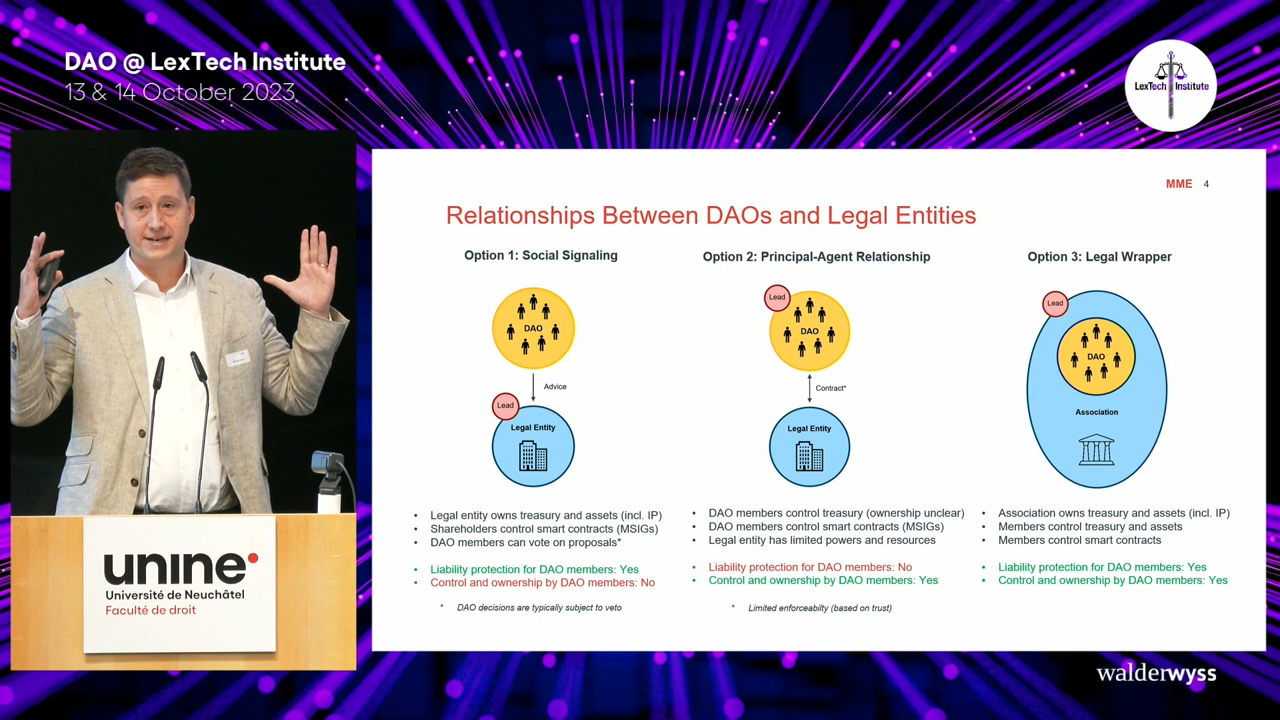 DAO @ LexTech Institute
13 & 14 October 2023
LexTech Institute
MME 4
Relationships Between DAOs and Legal Entities
Option 1: Social Signaling
DAO
Advice
Lead
Legal Entity
• Legal entity owns treasury and assets (incl. IP)
• Shareholders control smart contracts (MSIGs)
• DAO members can vote on proposals*
Liability protection for DAO members: Yes
• Control and ownership by DAO members: No
* DAO decisions are typically subject to veto
Option 2: Principal-Agent Relationship
Lead
DAO
Contract*
Legal Entity
• DAO members control treasury (ownership unclear)
• DAO members control smart contracts (MSIGs)
• Legal entity has limited powers and resources
• Liability protection for DAO members: No
• Control and ownership by DAO members: Yes
* Limited enforceabilty (based on trust)
Option 3: Legal Wrapper
Lead
DAO
Association
• Association owns treasury and assets (incl. IP)
• Members control treasury and assets
• Members control smart contracts
• Liability protection for DAO members: Yes
• Control and ownership by DAO members: Yes
unine
Université de Neuchâtel
Faculté de droit
walderwyss